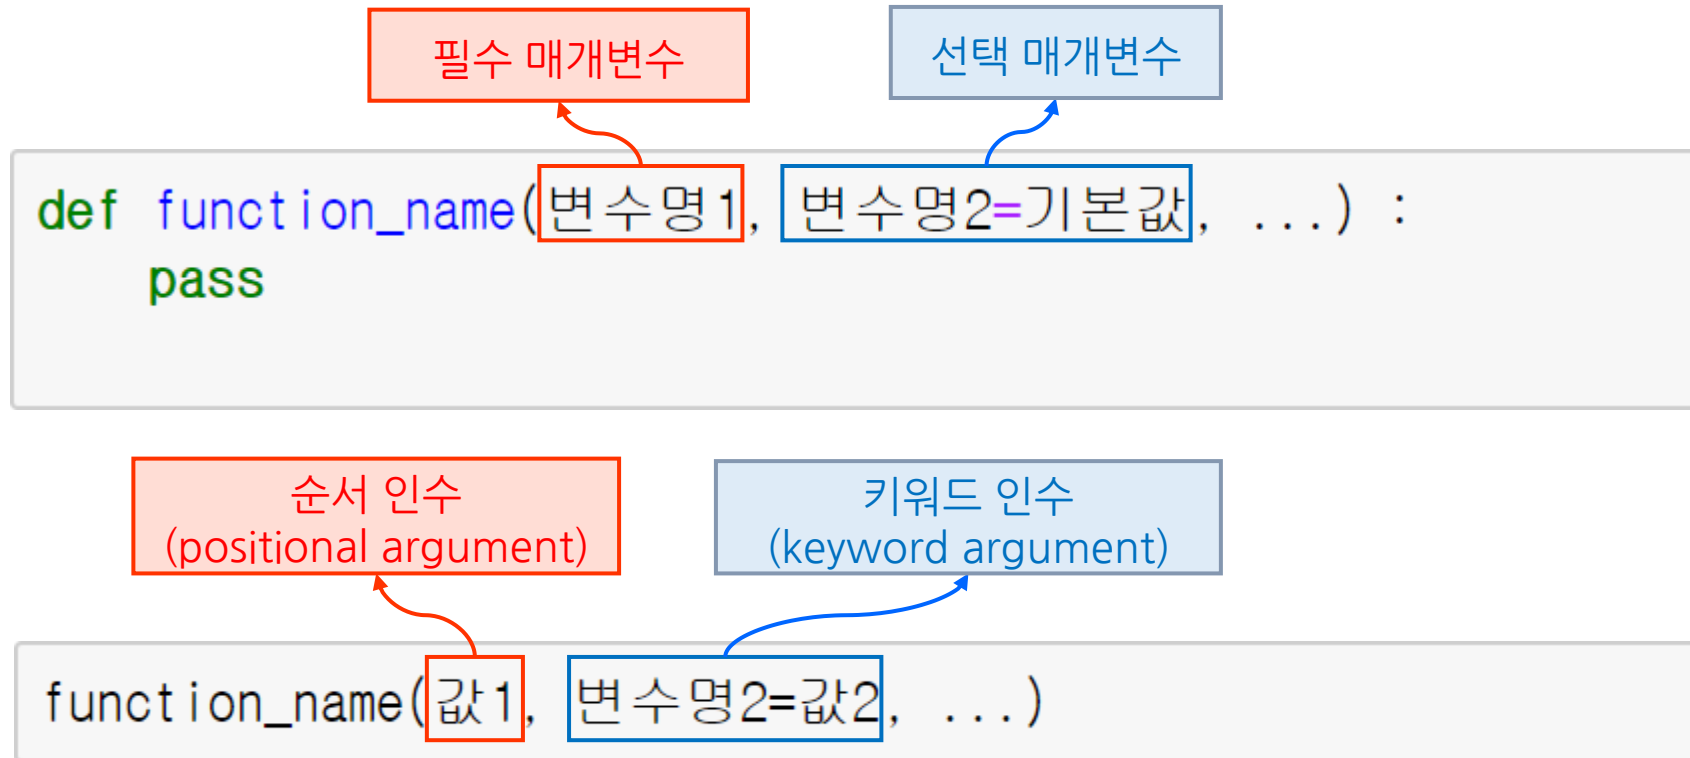 필수 매개변수
선택 매개변수
def function_name(변수명1, 변수명2=기본값, ...) :
pass
순서 인수
(positional argument)
키워드 인수
(keyword argument)
function_name(값1, 변수명2=값2, ...)